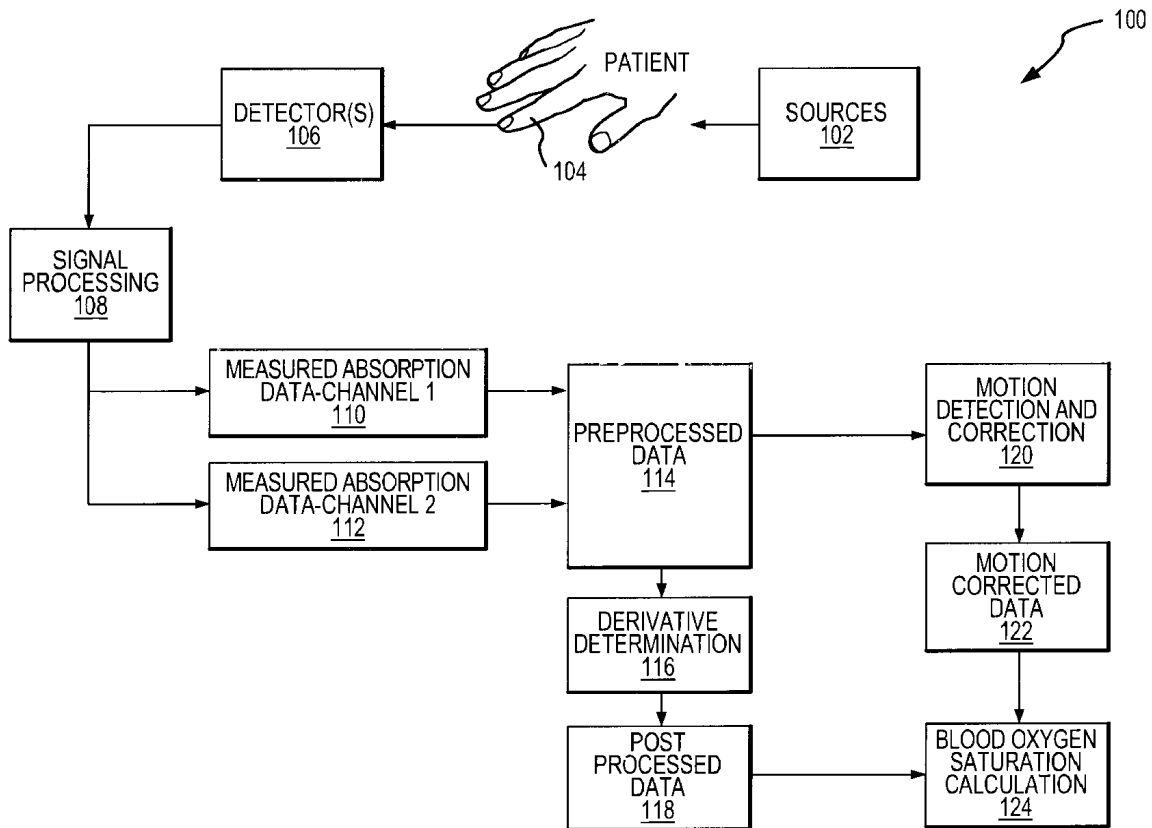 100
PATIENT
DETECTOR(S)
106
104
SOURCES
102
SIGNAL
PROCESSING
108
MEASURED ABSORPTION
DATA-CHANNEL 1
110
MEASURED ABSORPTION
DATA-CHANNEL 2
112
PREPROCESSED
DATA
114
MOTION
DETECTION AND
CORRECTION
120
MOTION
CORRECTED
DATA
122
DERIVATIVE
DETERMINATION
116
POST
PROCESSED
DATA
118
BLOOD OXYGEN
SATURATION
CALCULATION
124